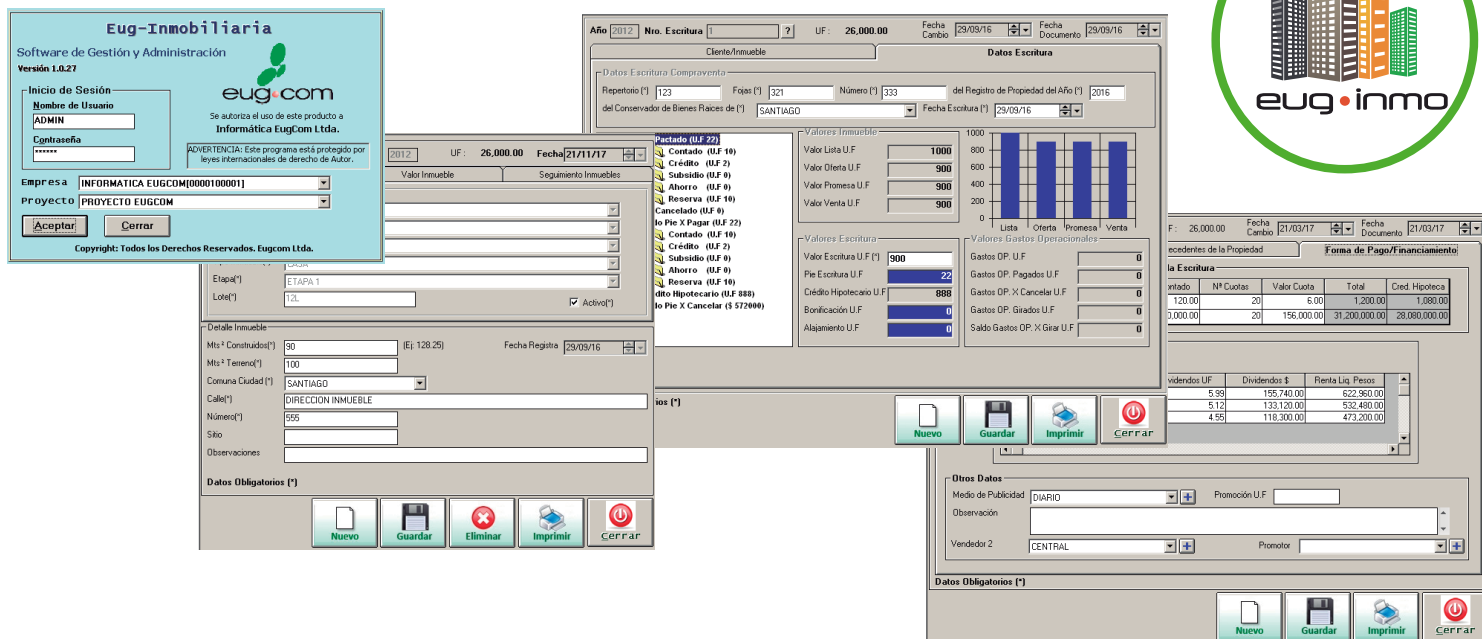 Eug-Inmobiliaria
Software de Gestión y Administración
Versión 1.0.27
eug.com
Inicio de Sesión
Nombre de Usuario
ADMIN
Contraseña
******
Se autoriza el uso de este producto a
Informática EugCom Ltda.
ADVERTENCIA: Este programa está protegido por
leyes internacionales de derecho de Autor.
Empresa INFORMATICA EUGCOM[0000100001]
Proyecto PROYECTO EUGCOM
Aceptar Cerrar
Copyright: Todos los Derechos Reservados. Eugcom Ltda.
2012 UF: 26,000.00 Fecha 21/11/17
Valor Inmueble Seguimiento Inmuebles
Etapa(*) ETAPA 1
Lote(*) 12L Activo(*)
Detalle Inmueble
Mts ² Construidos(*) 90 (Ej: 128.25) Fecha Registra 29/09/16
Mts ² Terreno(*) 100
Comuna Ciudad (*) SANTIAGO
Calle(*) DIRECCION INMUEBLE
Número(*) 555
Sitio
Observaciones
Datos Obligatorios (*)
Nuevo Guardar Eliminar Imprimir Cerrar
Año 2012 Nro. Escritura 1 ? UF: 26,000.00 Fecha Cambio 29/09/16 Fecha Documento 29/09/16
Cliente/Inmueble Datos Escritura
Datos Escritura Compraventa
Repertorio (*) 123 Fojas (*) 321 Número (*) 333 del Registro de Propiedad del Año (*) 2016
del Conservador de Bienes Raices de (*) SANTIAGO Fecha Escritura (*) 29/09/16
Pactado (U.F 22)
Contado (U.F 10)
Crédito (U.F 2)
Subsidio (U.F 0)
Ahorro (U.F 0)
Reserva (U.F 10)
Cancelado (U.F 0)
lo Pie X Pagar (U.F 22)
Contado (U.F 10)
Crédito (U.F 2)
Subsidio (U.F 0)
Ahorro (U.F 0)
Reserva (U.F 10)
dito Hipotecario (U.F 888)
lo Pie X Cancelar ($ 572000)
Valores Inmueble
Valor Lista U.F 1000
Valor Oferta U.F 900
Valor Promesa U.F 900
Valor Venta U.F 900
1000
800
600
400
200
0
Lista Oferta Promesa Venta
Valores Escritura
Valor Escritura U.F (*) 900
Pie Escritura U.F 22
Crédito Hipotecario U.F 888
Bonificación U.F 0
Alajamiento U.F 0
Valores Gastos Operacionales
Gastos OP. U.F 0
Gastos OP. Pagados U.F 0
Gastos OP. X Cancelar U.F 0
Gastos OP. Girados U.F 0
Saldo Gastos OP. X Girar U.F 0
ios (*)
Nuevo Guardar Imprimir Cerrar
eug.inmo
F: 26,000.00 Fecha Cambio 21/03/17 Fecha Documento 21/03/17
ecedentes de la Propiedad Forma de Pago/Financiamiento
la Escritura
ntado Nª Cuotas Valor Cuota Total Cred. Hipoteca
120.00 20 6.00 1,200.00 1,080.00
0,000.00 20 156,000.00 31,200,000.00 28,080,000.00
videndos UF Dividendos $ Renta Liq. Pesos
5.99 155,740.00 622,960.00
5.12 133,120.00 532,480.00
4.55 118,300.00 473,200.00
Otros Datos
Medio de Publicidad DIARIO Promoción U.F
Observación
Vendedor 2 CENTRAL Promotor
Datos Obligatorios (*)
Nuevo Guardar Imprimir Cerrar